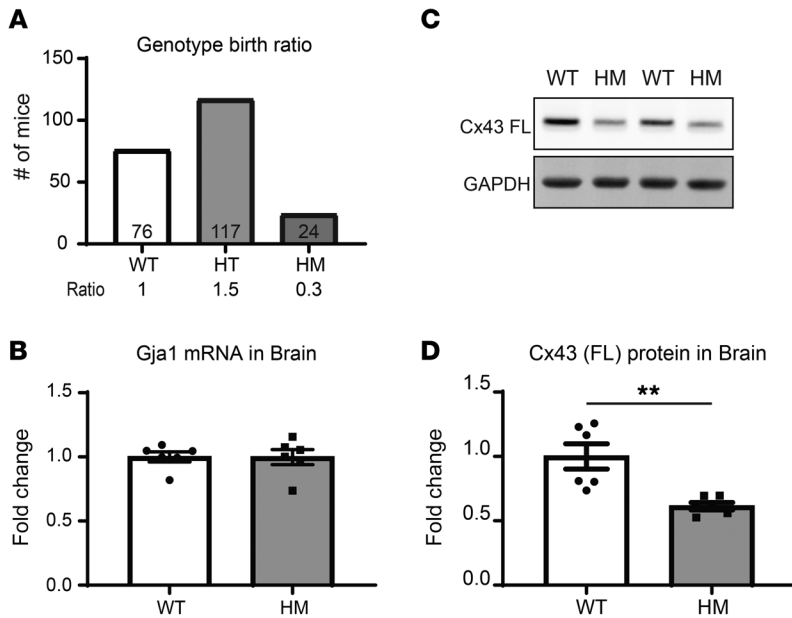 A
Genotype birth ratio
150
100
50
0
# of mice
76
117
24
WT HT HM
Ratio 1 1.5 0.3
C
WT HM WT HM
Cx43 FL
GAPDH
B
Gja1 mRNA in Brain
1.5
1.0
0.5
0.0
Fold change
WT HM
D
Cx43 (FL) protein in Brain
1.5
1.0
0.5
0.0
Fold change
**
WT HM